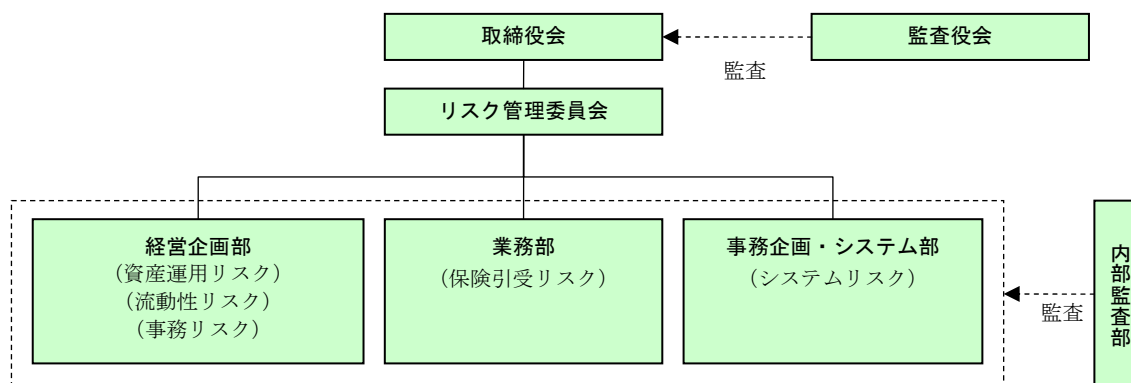 取締役会
監査役会
監査
リスク管理委員会
経営企画部
（資産運用リスク）
（流動性リスク）
（事務リスク）
業務部
（保険引受リスク）
事務企画・システム部
（システムリスク）
監査
内部監査部